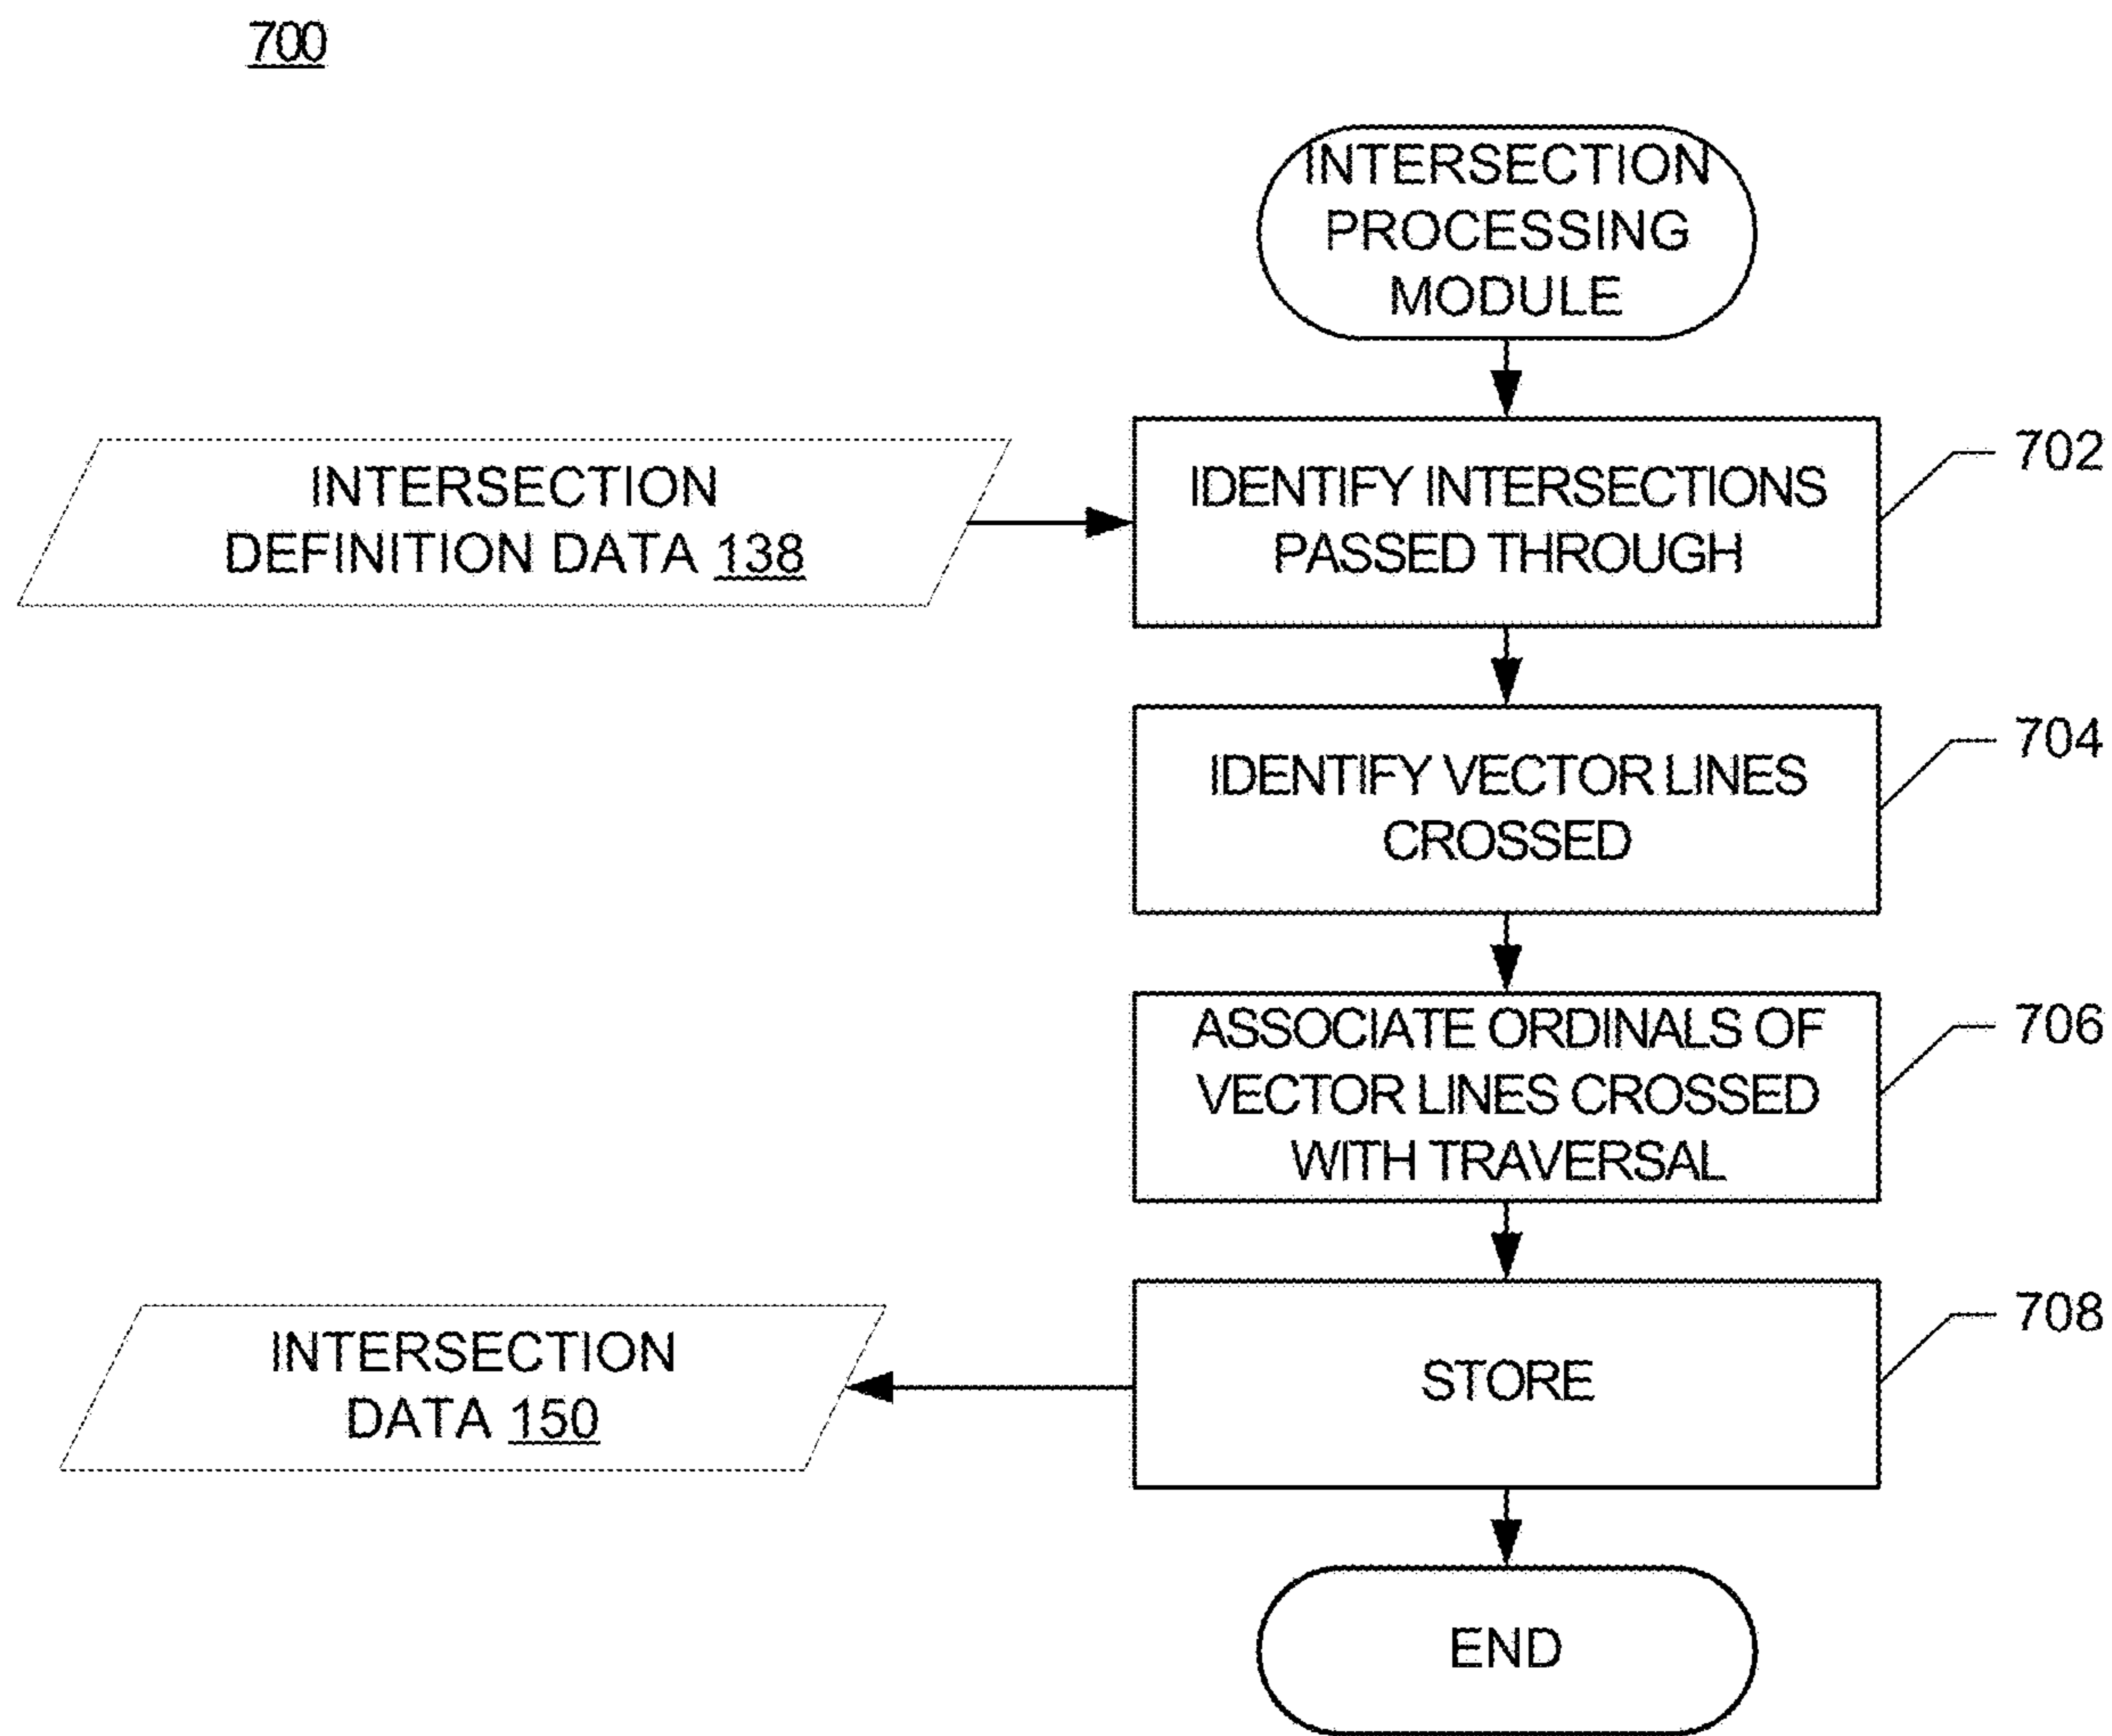 700
INTERSECTION
PROCESSING
MODULE
INTERSECTION
DEFINITION DATA 138
IDENTIFY INTERSECTIONS
PASSED THROUGH
702
IDENTIFY VECTOR LINES
CROSSED
704
ASSOCIATE ORDINALS OF
VECTOR LINES CROSSED
WITH TRAVERSAL
706
INTERSECTION
DATA 150
STORE
708
END